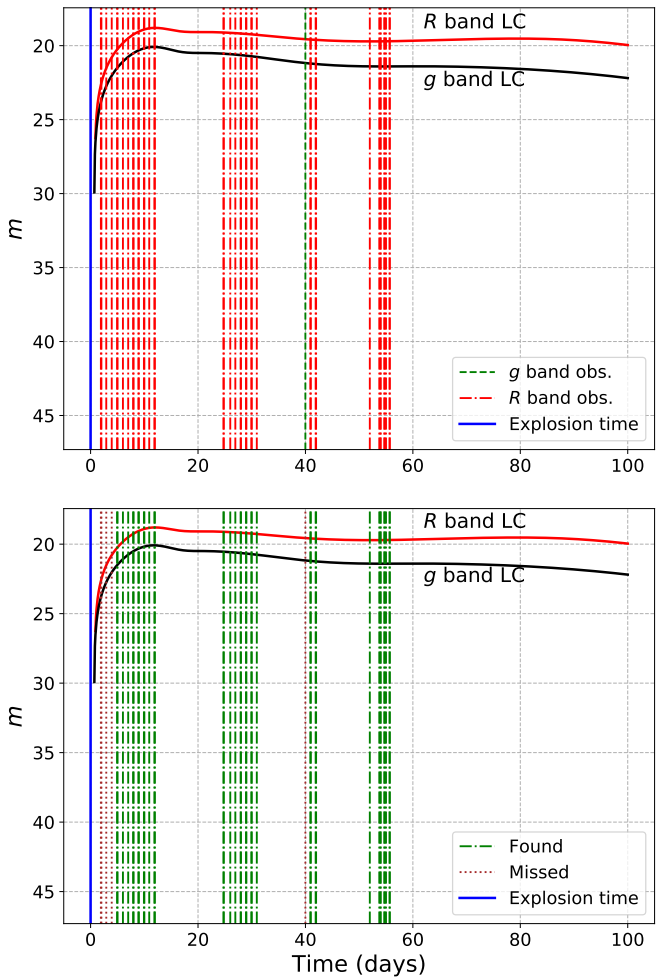 R band LC
g band LC
m
20
25
30
35
40
45
g band obs.
R band obs.
Explosion time
0 20 40 60 80 100
R band LC
g band LC
m
20
25
30
35
40
45
Found
Missed
Explosion time
0 20 40 60 80 100
Time (days)